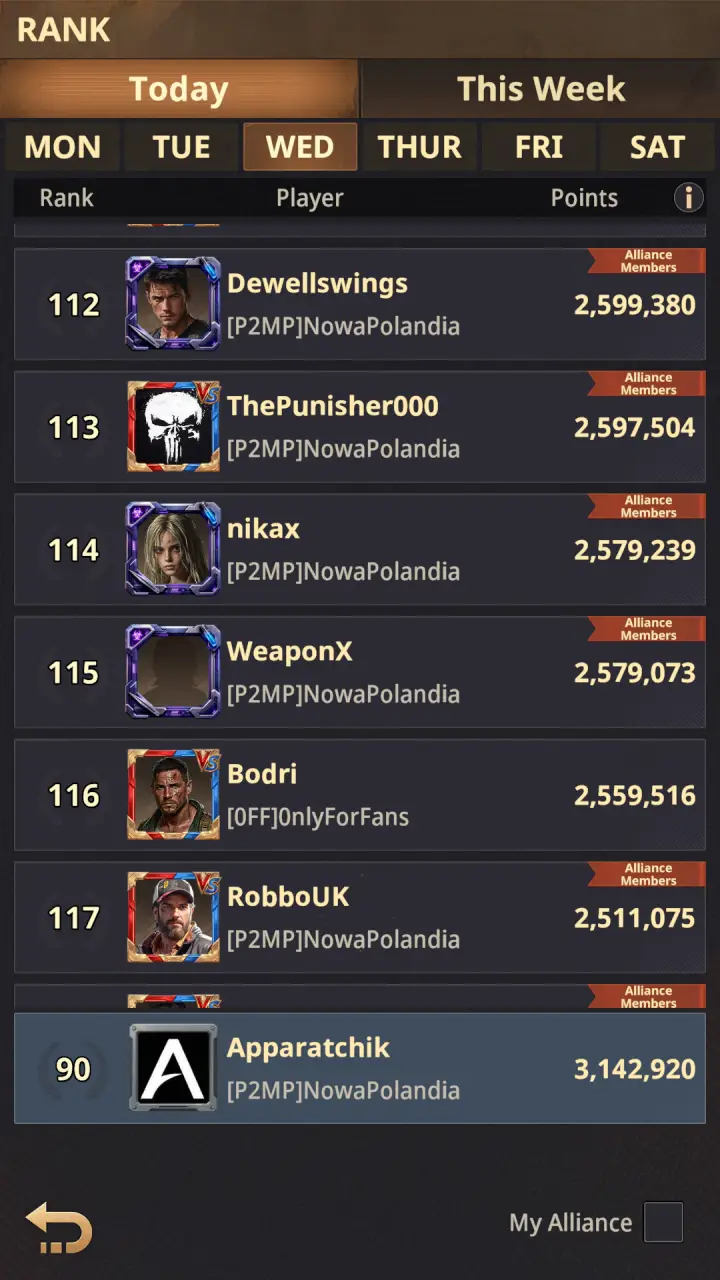 RANK
Today
This Week
MON
TUE
WED
THUR
FRI
SAT
Rank
Player
Points
i
Alliance
Members
112
Dewellswings
[P2MP]NowaPolandia
2,599,380
Alliance
Members
113
VS
ThePunisher000
[P2MP]NowaPolandia
2,597,504
Alliance
Members
114
nikax
[P2MP]NowaPolandia
2,579,239
Alliance
Members
115
WeaponX
[P2MP]NowaPolandia
2,579,073
116
VS
Bodri
[0FF]0nlyForFans
2,559,516
Alliance
Members
117
VS
RobboUK
[P2MP]NowaPolandia
2,511,075
Alliance
Members
VS
90
A
Apparatchik
[P2MP]NowaPolandia
3,142,920
My Alliance